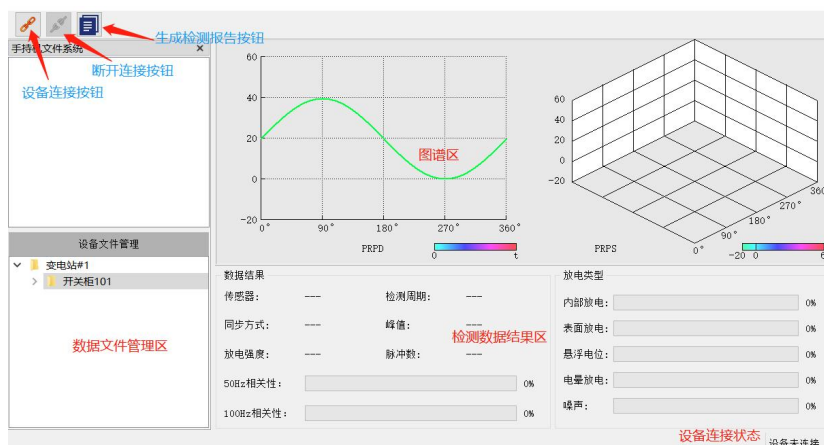 生成检测报告按钮
手持机文件系统 ×
断开连接按钮
设备连接按钮
60
40
20
0
-20
0° 90° 180° 270° 360°
图谱区
PRPD 0 t
60
40
20
0
-20
0° 90° 180° 270° 360
PRPS -20 0 6
设备文件管理
变电站#1
开关柜101
数据文件管理区
数据结果
传感器: --- 检测周期: ---
同步方式: --- 峰值: ---
检测数据结果区
放电强度: --- 脉冲数: ---
50Hz相关性: 0%
100Hz相关性: 0%
放电类型
内部放电: 0%
表面放电: 0%
悬浮电位: 0%
电晕放电: 0%
噪声: 0%
设备连接状态 设备未连接